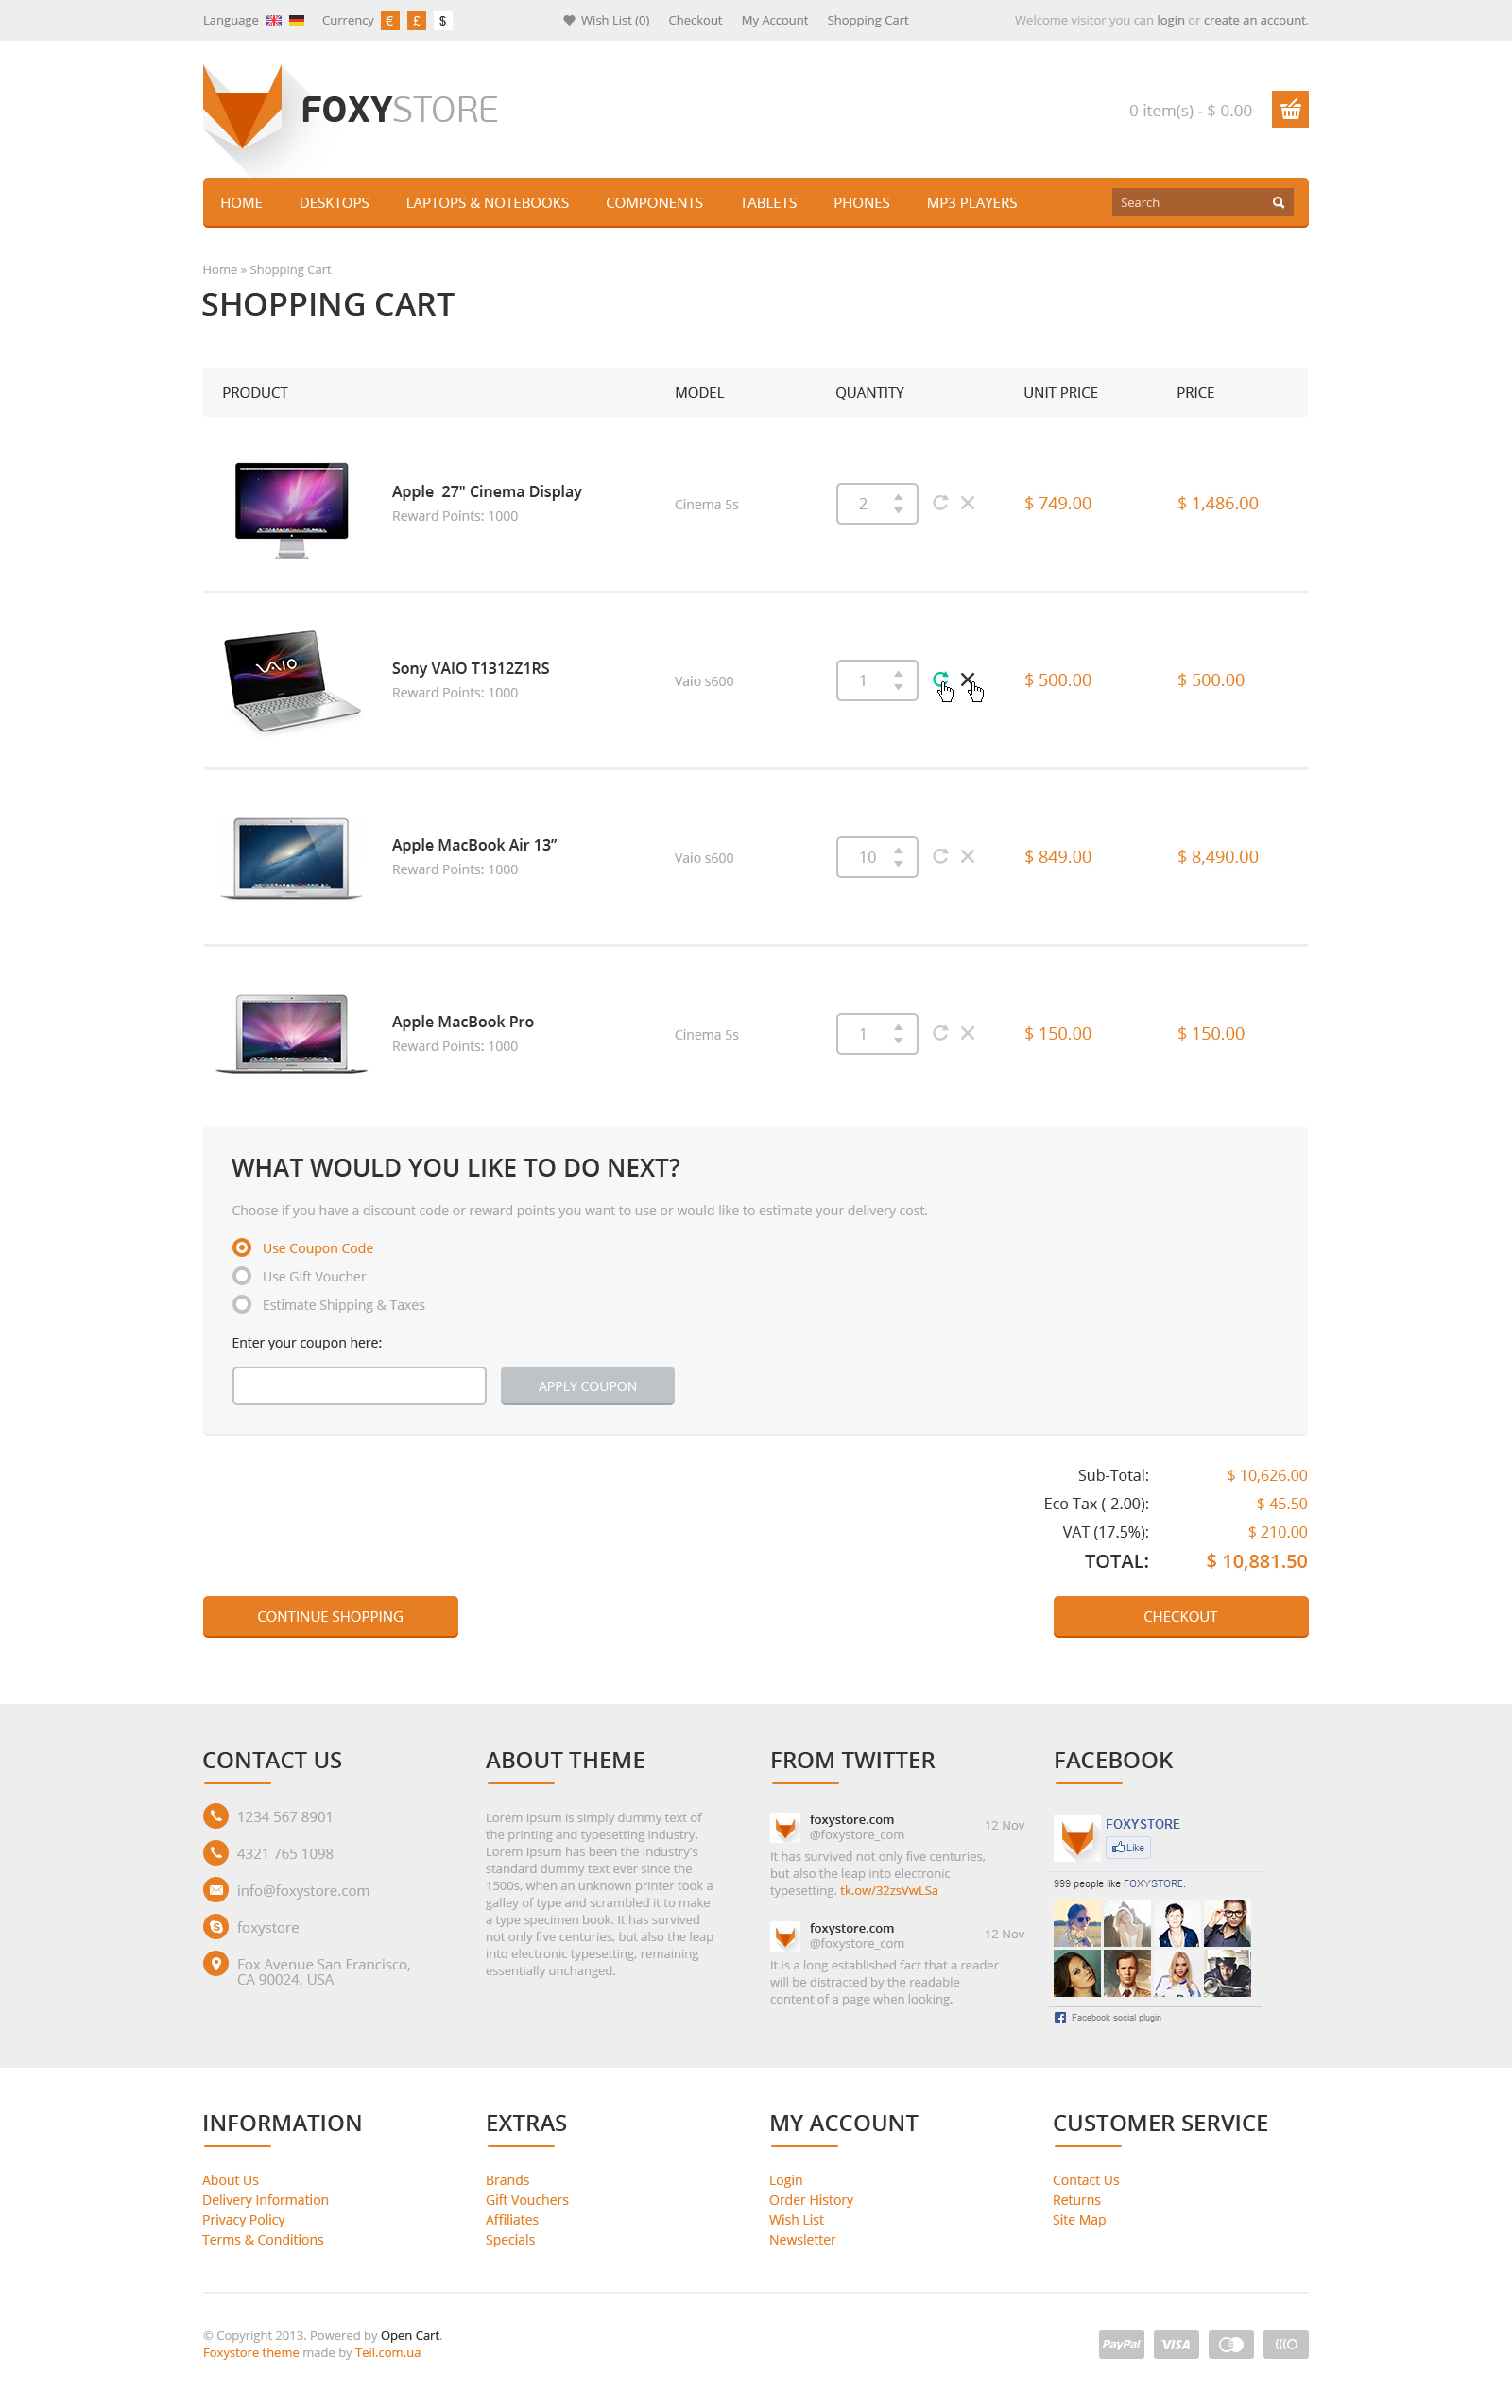 Language Currency € £ $ Wish List (0) Checkout My Account Shopping Cart Welcome visitor you can login or create an account.
FOXYSTORE
0 item(s) - $ 0.00
HOME DESKTOPS LAPTOPS & NOTEBOOKS COMPONENTS TABLETS PHONES MP3 PLAYERS Search
Home » Shopping Cart
SHOPPING CART
PRODUCT MODEL QUANTITY UNIT PRICE PRICE
Apple 27" Cinema Display
Reward Points: 1000
Cinema 5s 2 $ 749.00 $ 1,486.00
VAIO
Sony VAIO T1312Z1RS
Reward Points: 1000
Vaio s600 1 $ 500.00 $ 500.00
Apple MacBook Air 13”
Reward Points: 1000
Vaio s600 10 $ 849.00 $ 8,490.00
Apple MacBook Pro
Reward Points: 1000
Cinema 5s 1 $ 150.00 $ 150.00
WHAT WOULD YOU LIKE TO DO NEXT?
Choose if you have a discount code or reward points you want to use or would like to estimate your delivery cost.
Use Coupon Code
Use Gift Voucher
Estimate Shipping & Taxes
Enter your coupon here:
APPLY COUPON
Sub-Total: $ 10,626.00
Eco Tax (-2.00): $ 45.50
VAT (17.5%): $ 210.00
TOTAL: $ 10,881.50
CONTINUE SHOPPING CHECKOUT
CONTACT US
1234 567 8901
4321 765 1098
info@foxystore.com
foxystore
Fox Avenue San Francisco,
CA 90024. USA
ABOUT THEME
Lorem Ipsum is simply dummy text of
the printing and typesetting industry.
Lorem Ipsum has been the industry's
standard dummy text ever since the
1500s, when an unknown printer took a
galley of type and scrambled it to make
a type specimen book. It has survived
not only five centuries, but also the leap
into electronic typesetting, remaining
essentially unchanged.
FROM TWITTER
foxystore.com
@foxystore_com
12 Nov
It has survived not only five centuries,
but also the leap into electronic
typesetting. tk.ow/32zsVwLSa
foxystore.com
@foxystore_com
12 Nov
It is a long established fact that a reader
will be distracted by the readable
content of a page when looking.
FACEBOOK
FOXYSTORE
Like
999 people like FOXYSTORE.
Facebook social plugin
INFORMATION
About Us
Delivery Information
Privacy Policy
Terms & Conditions
EXTRAS
Brands
Gift Vouchers
Affiliates
Specials
MY ACCOUNT
Login
Order History
Wish List
Newsletter
CUSTOMER SERVICE
Contact Us
Returns
Site Map
© Copyright 2013. Powered by Open Cart.
Foxystore theme made by Teil.com.ua
PayPal VISA